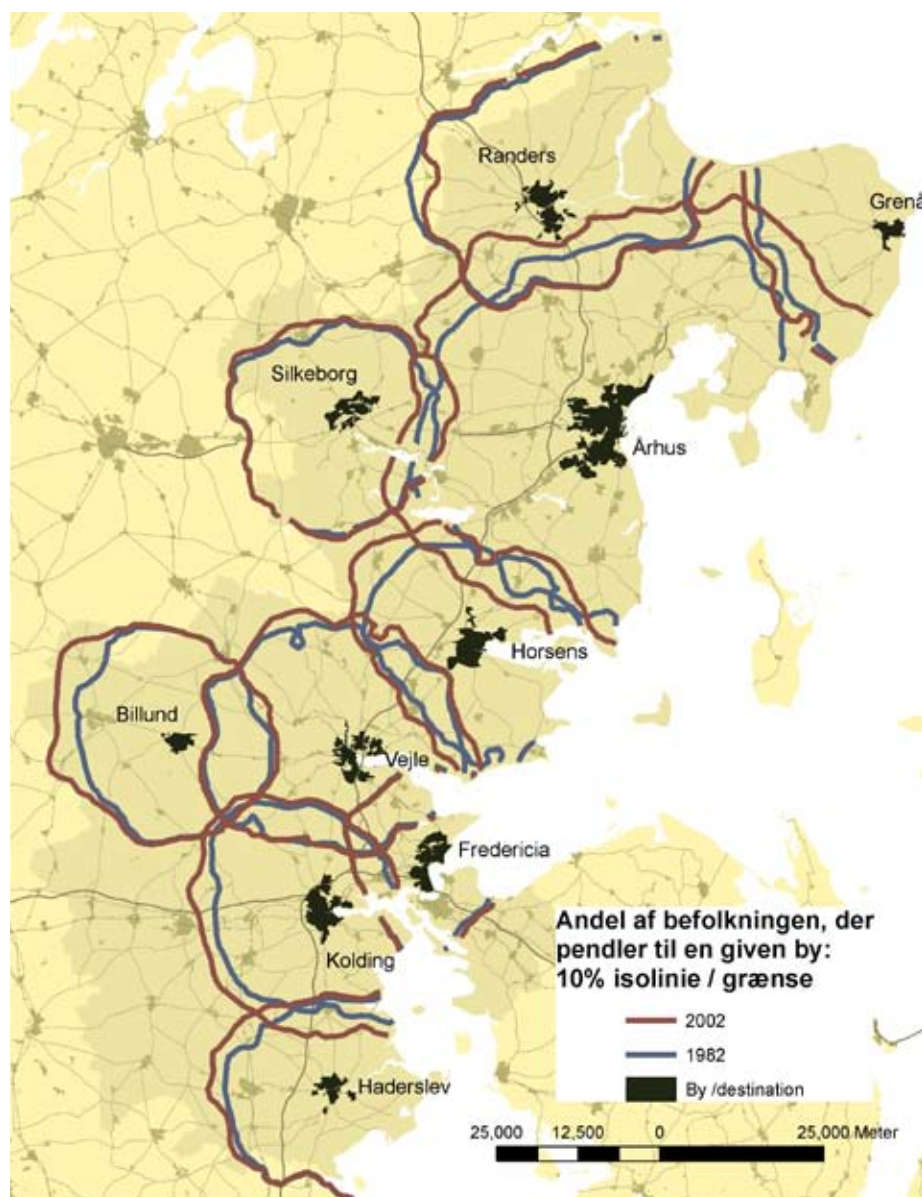 Randers
Grenå
Silkeborg
Århus
Horsens
Billund
Vejle
Fredericia
Andel af befolkningen, der
pendler til en given by:
10% isolinie / grænse
Kolding
2002
1982
Haderslev
By /destination
25,000 12,500 0 25,000 Meter